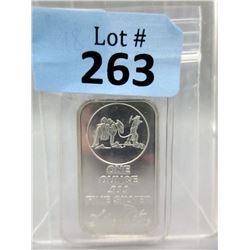 Lot #
263
ONE
OUNCE
.999
FINE SILVER